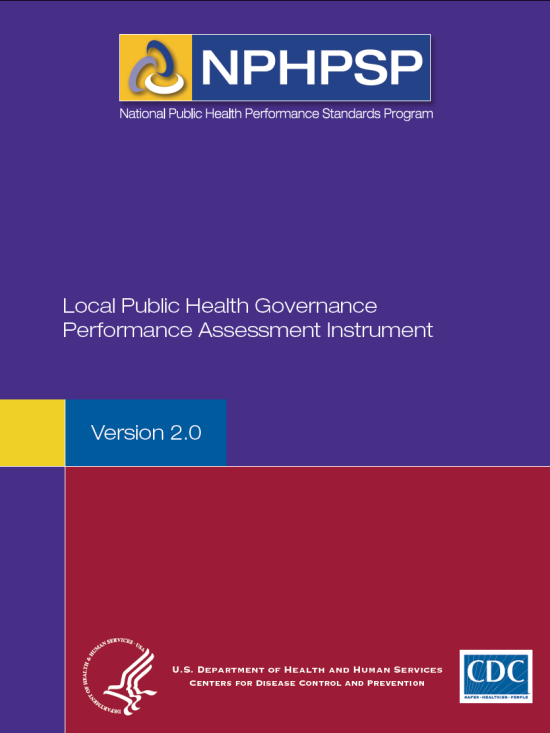 NPHPSP
National Public Health Performance Standards Program
Local Public Health Governance
Performance Assessment Instrument
Version 2.0
DEPARTMENT OF HEALTH & HUMAN SERVICES · USA
U.S. DEPARTMENT OF HEALTH AND HUMAN SERVICES
CENTERS FOR DISEASE CONTROL AND PREVENTION
CDC
SAFER·HEALTHIER·PEOPLE